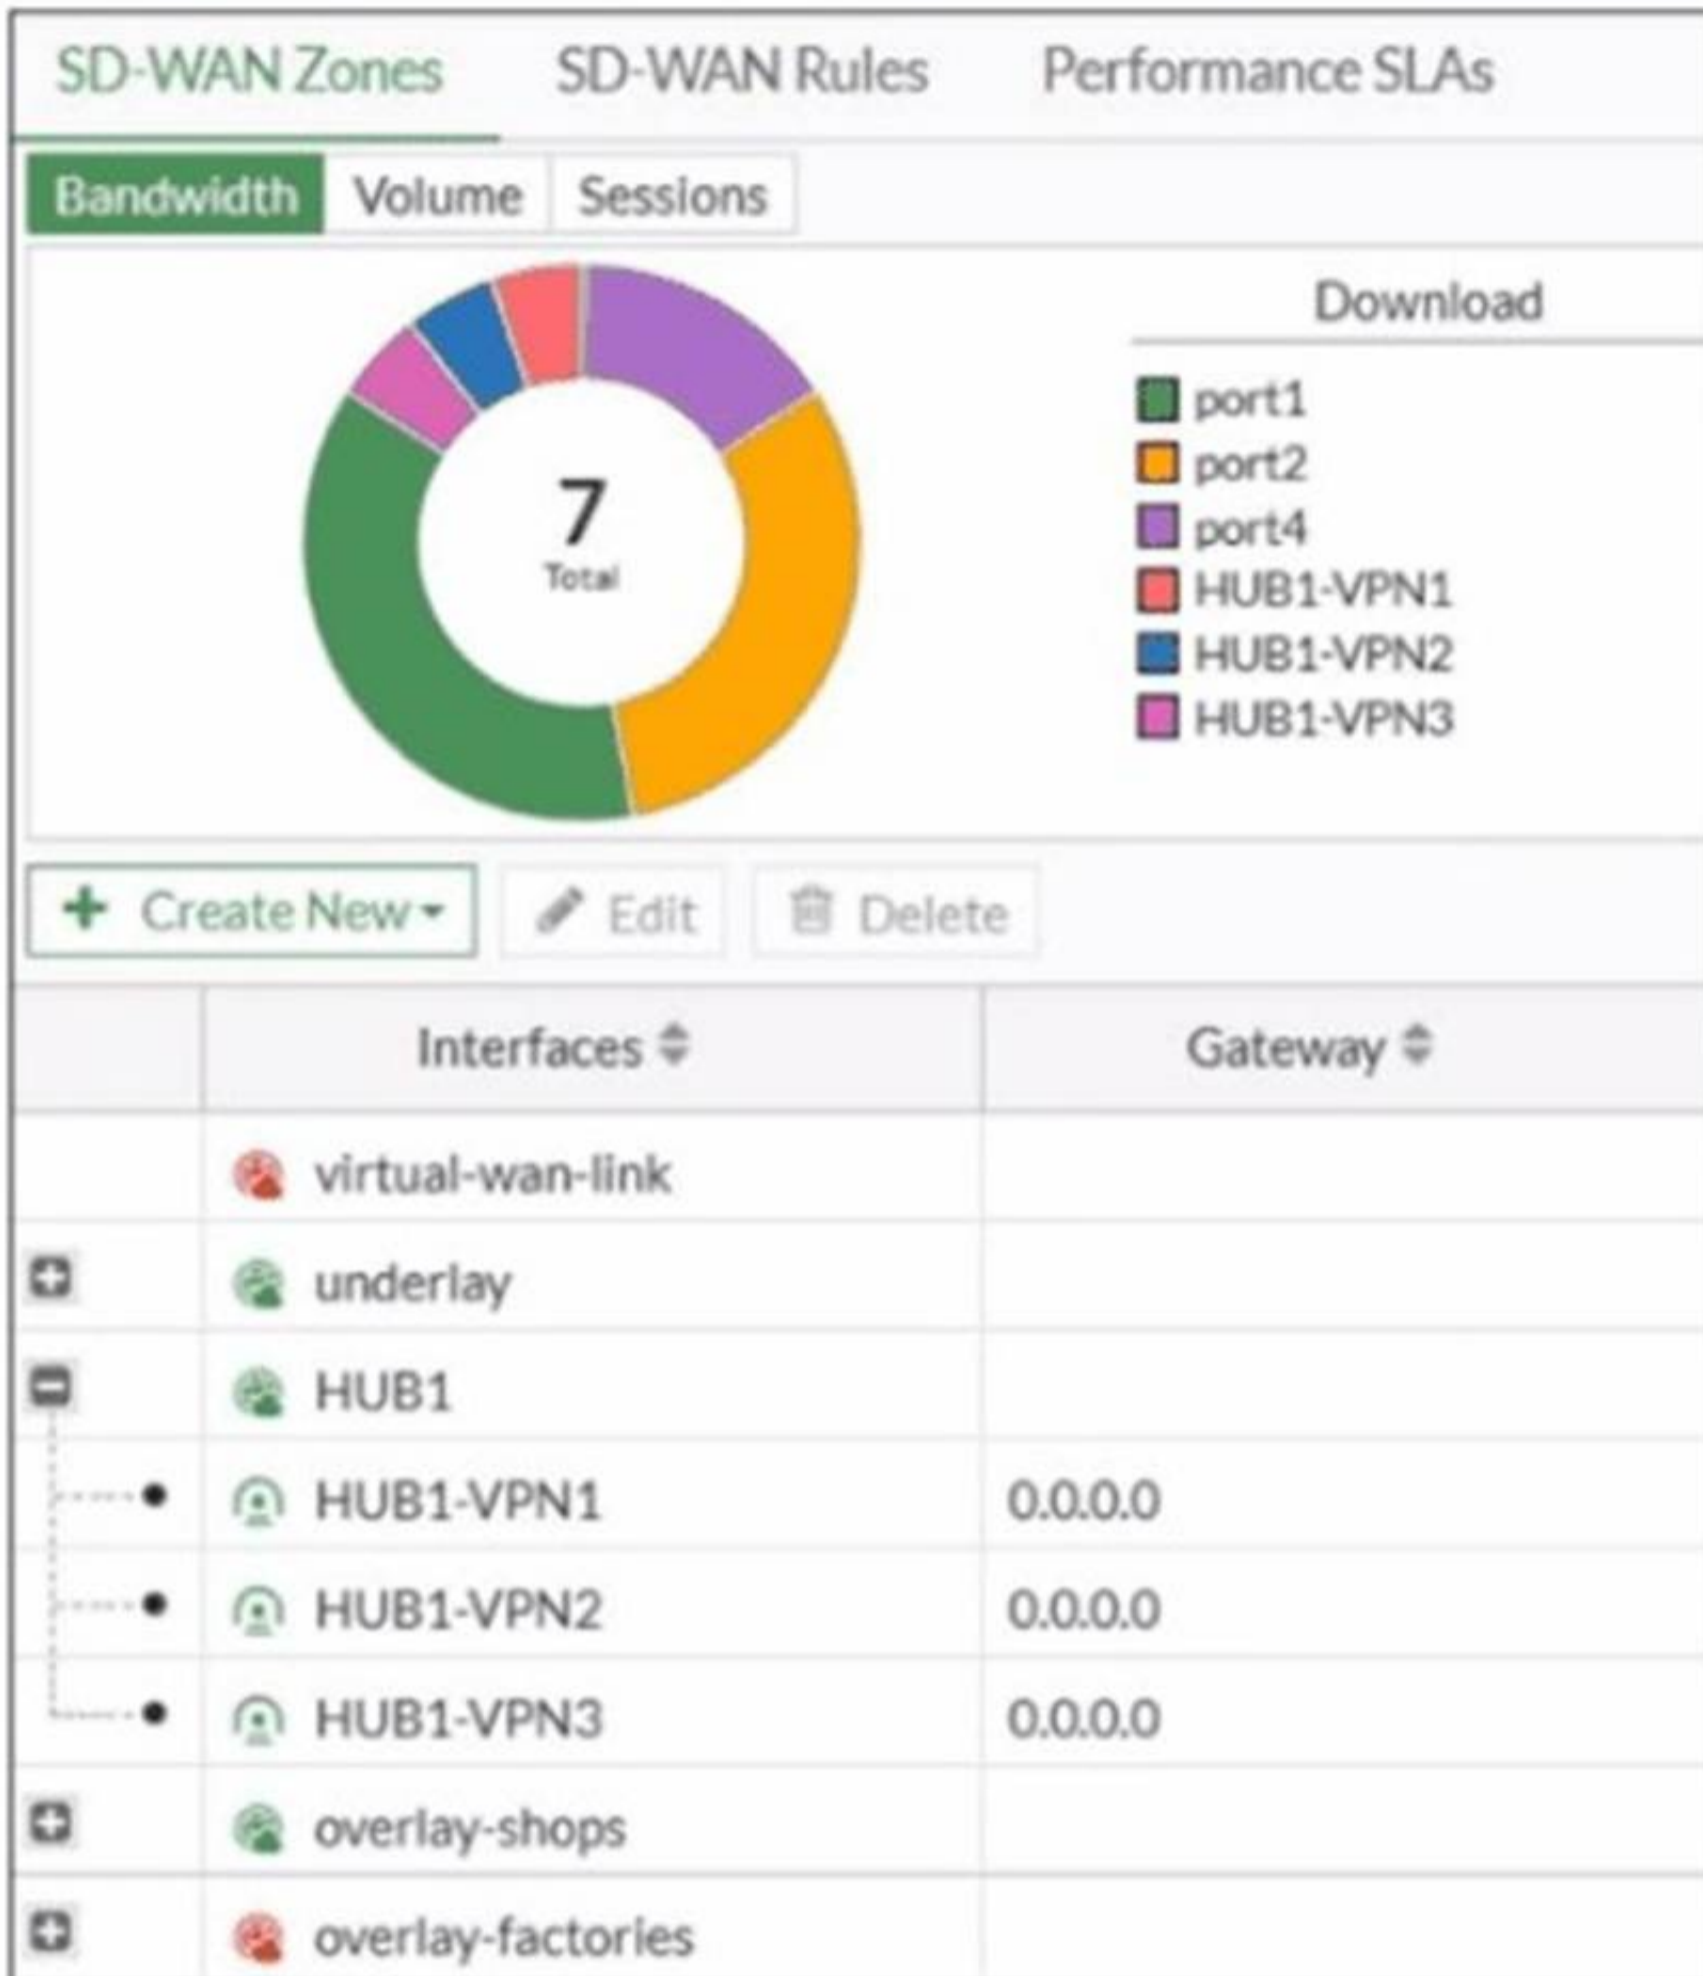 SD-WAN Zones SD-WAN Rules Performance SLAs
Bandwidth Volume Sessions
Download
port1
port2
port4
HUB1-VPN1
HUB1-VPN2
HUB1-VPN3
7
Total
Create New Edit Delete
Interfaces Gateway
virtual-wan-link
underlay
HUB1
HUB1-VPN1 0.0.0.0
HUB1-VPN2 0.0.0.0
HUB1-VPN3 0.0.0.0
overlay-shops
overlay-factories